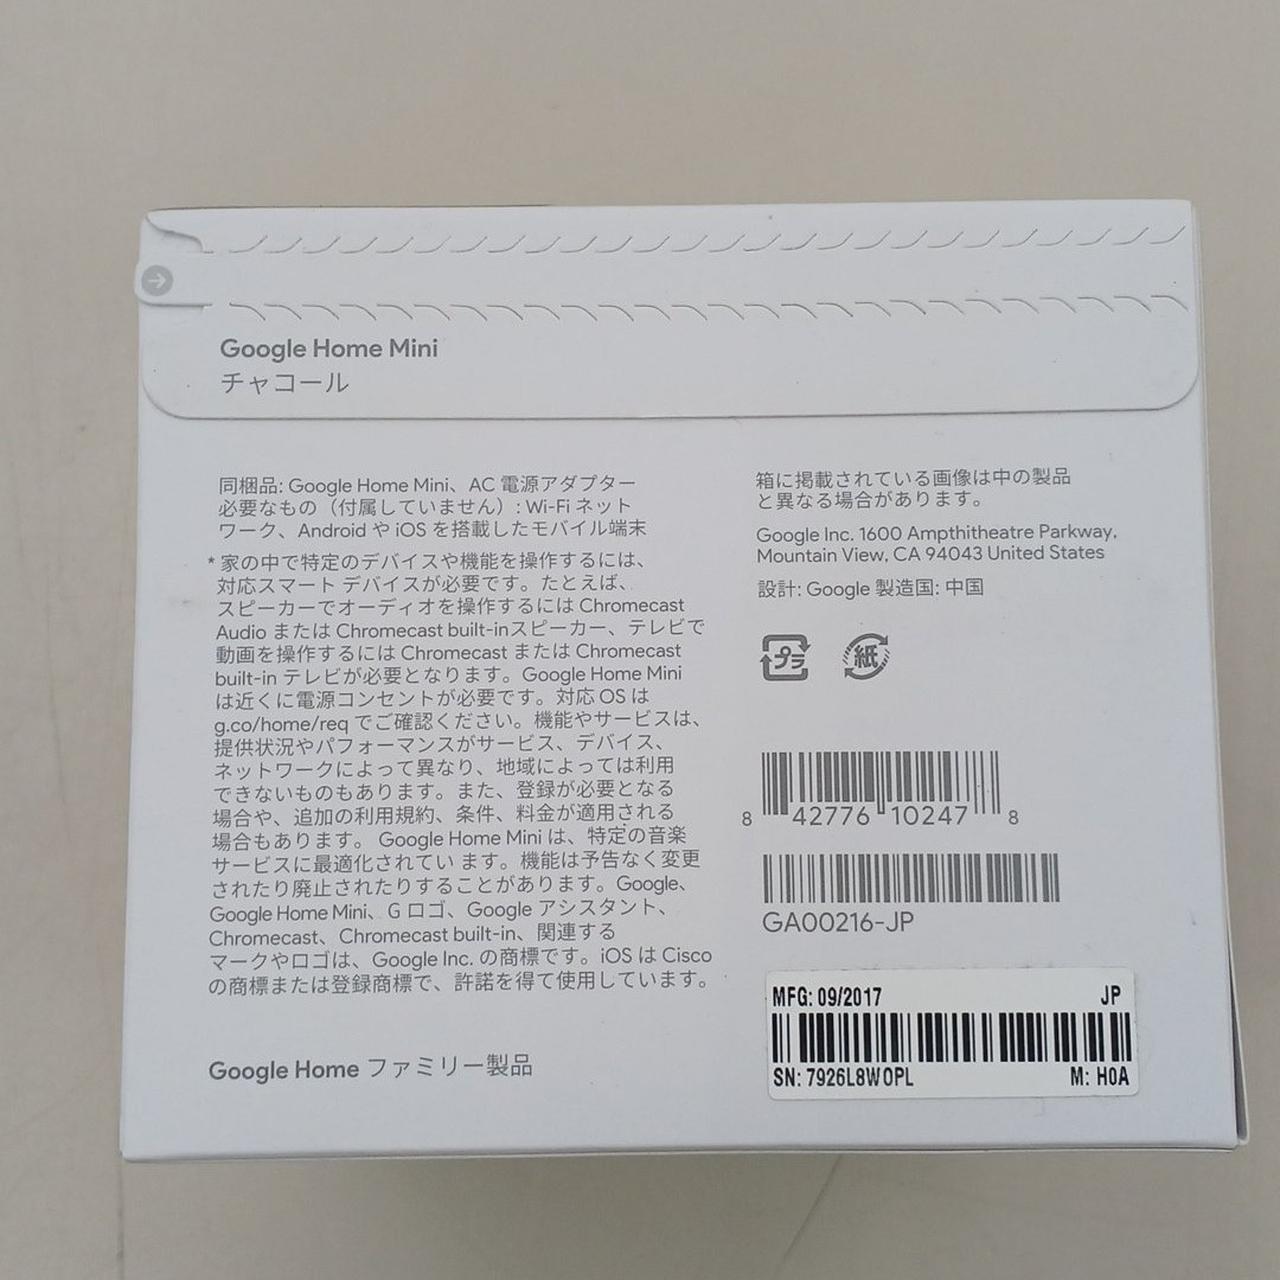 Google Home Mini
チャコール
同梱品: Google Home Mini、AC 電源アダプター
必要なもの（付属していません）: Wi-Fi ネット
ワーク、Android や iOS を搭載したモバイル端末
* 家の中で特定のデバイスや機能を操作するには、
対応スマート デバイスが必要です。たとえば、
スピーカーでオーディオを操作するには Chromecast
Audio または Chromecast built-inスピーカー、テレビで
動画を操作するには Chromecast または Chromecast
built-in テレビが必要となります。Google Home Mini
は近くに電源コンセントが必要です。対応 OS は
g.co/home/req でご確認ください。機能やサービスは、
提供状況やパフォーマンスがサービス、デバイス、
ネットワークによって異なり、地域によっては利用
できないものもあります。また、登録が必要となる
場合や、追加の利用規約、条件、料金が適用される
場合もあります。 Google Home Mini は、特定の音楽
サービスに最適化されてい ます。機能は予告なく変更
されたり廃止されたりすることがあります。Google、
Google Home Mini、G ロゴ、Google アシスタント、
Chromecast、Chromecast built-in、関連する
マークやロゴは、Google Inc. の商標です。iOS は Cisco
の商標または登録商標で、許諾を得て使用しています。
Google Home ファミリー製品
箱に掲載されている画像は中の製品
と異なる場合があります。
Google Inc. 1600 Ampthitheatre Parkway,
Mountain View, CA 94043 United States
設計: Google 製造国: 中国
プラ 紙
8 42776 10247 8
GA00216-JP
MFG: 09/2017 JP
SN: 7926L8W0PL M: H0A